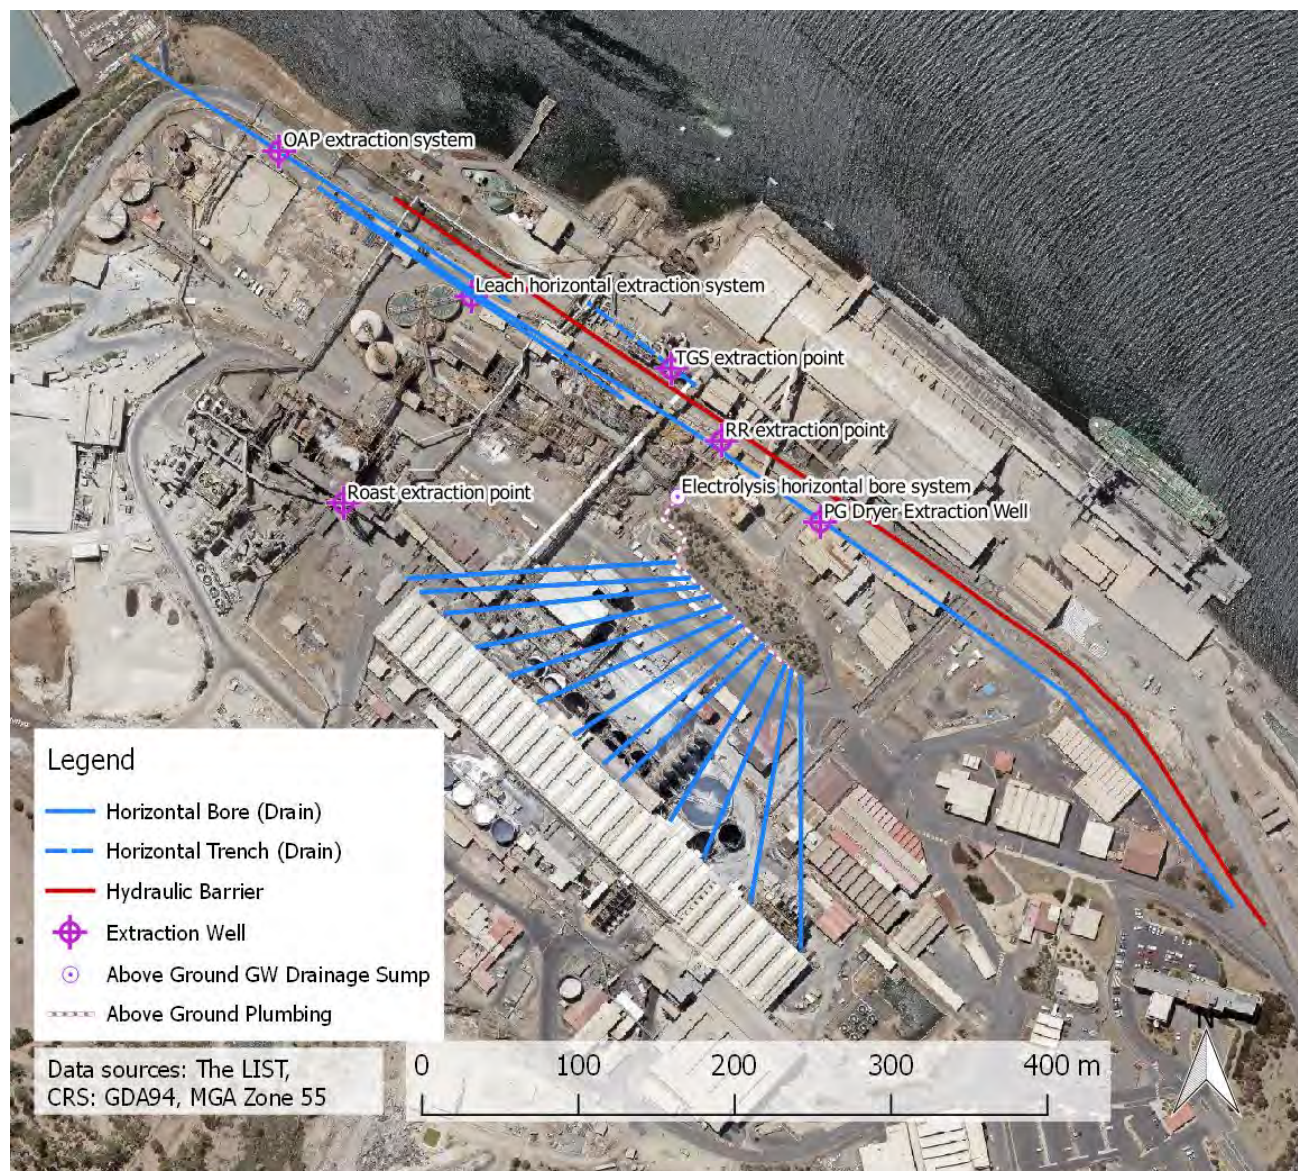 OAP extraction system
Leach horizontal extraction system
TGS extraction point
RR extraction point
Electrolysis horizontal bore system
Roast extraction point
PG Dryer Extraction Well
Legend
Horizontal Bore (Drain)
Horizontal Trench (Drain)
Hydraulic Barrier
Extraction Well
Above Ground GW Drainage Sump
Above Ground Plumbing
Data sources: The LIST,
CRS: GDA94, MGA Zone 55
0 100 200 300 400 m
N